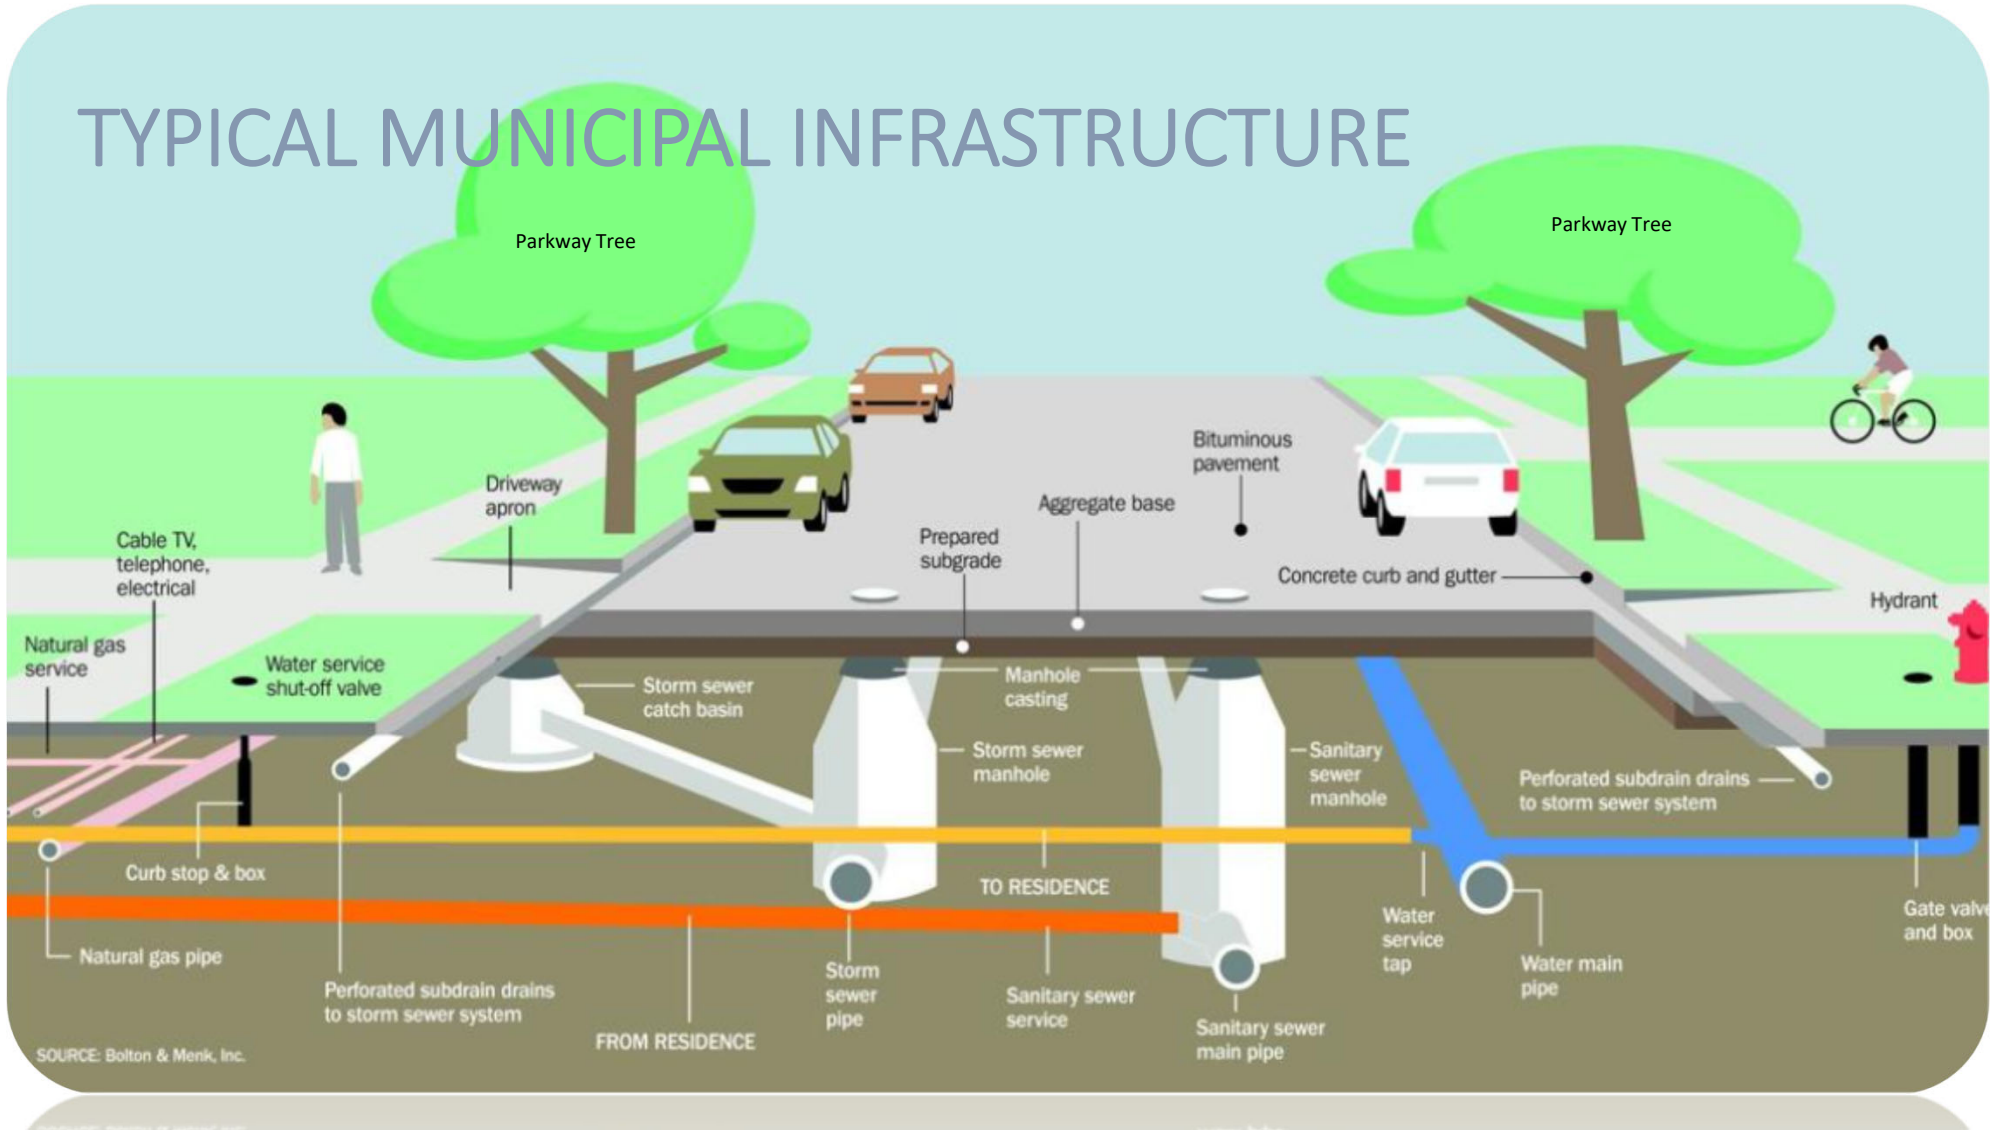 TYPICAL MUNICIPAL INFRASTRUCTURE
Parkway Tree
Parkway Tree
Bituminous
pavement
Driveway
apron
Aggregate base
Cable TV,
telephone,
electrical
Prepared
subgrade
Concrete curb and gutter
Hydrant
Natural gas
service
Water service
shut-off valve
Storm sewer
catch basin
Manhole
casting
Storm sewer
manhole
Sanitary
sewer
manhole
Perforated subdrain drains
to storm sewer system
Curb stop & box
TO RESIDENCE
Water
service
tap
Gate valve
and box
Natural gas pipe
Perforated subdrain drains
to storm sewer system
Storm
sewer
pipe
Sanitary sewer
service
Water main
pipe
FROM RESIDENCE
Sanitary sewer
main pipe
SOURCE: Bolton & Menk, Inc.